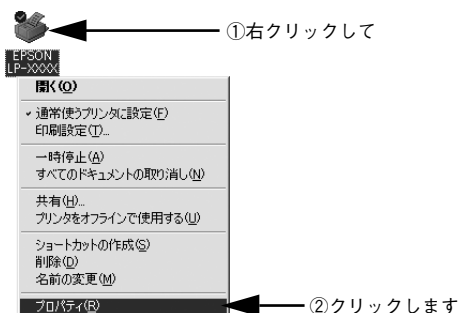 ①右クリックして
EPSON
LP-XXXX
開く(O)
通常使うプリンタに設定(F)
印刷設定(T)...
一時停止(A)
すべてのドキュメントの取り消し(N)
共有(H)...
プリンタをオフラインで使用する(U)
ショートカットの作成(S)
削除(D)
名前の変更(M)
プロパティ(R)
②クリックします